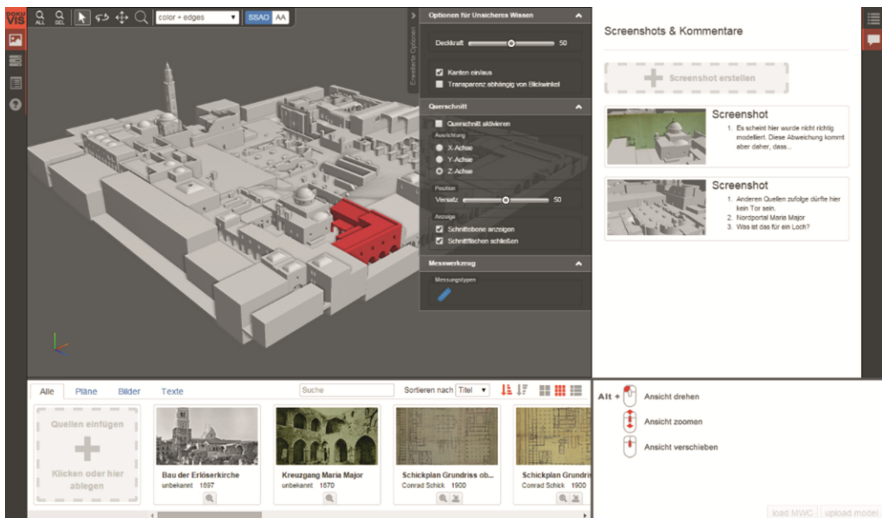 DOKU
VIS
ALL
DEL
color + edges
SSAO
AA
Erweiterte Optionen
Optionen für Unsicheres Wissen
Deckkraft
50
Kanten ein/aus
Transparenz abhängig von Blickwinkel
Querschnitt
Querschnitt aktivieren
Ausrichtung
X-Achse
Y-Achse
Z-Achse
Position
Versatz
50
Anzeige
Schnittebene anzeigen
Schnittflächen schließen
Messwerkzeug
Messungstypen
Screenshots & Kommentare
Screenshot erstellen
Screenshot
1. Es scheint hier wurde nicht richtig
modelliert. Diese Abweichung kommt
aber daher, dass...
Screenshot
1. Anderen Quellen zufolge dürfte hier
kein Tor sein.
2. Nordportal Maria Major
3. Was ist das für ein Loch?
Alle
Pläne
Bilder
Texte
Suche
Sortieren nach
Titel
Quellen einfügen
Klicken oder hier
ablegen
Bau der Erlöserkirche
unbekannt 1897
Kreuzgang Maria Major
unbekannt 1870
Schickplan Grundriss ob...
Conrad Schick 1900
Schickplan Grundris
Conrad Schick 1900
Alt +
Ansicht drehen
Ansicht zoomen
Ansicht verschieben
load MWC
upload model